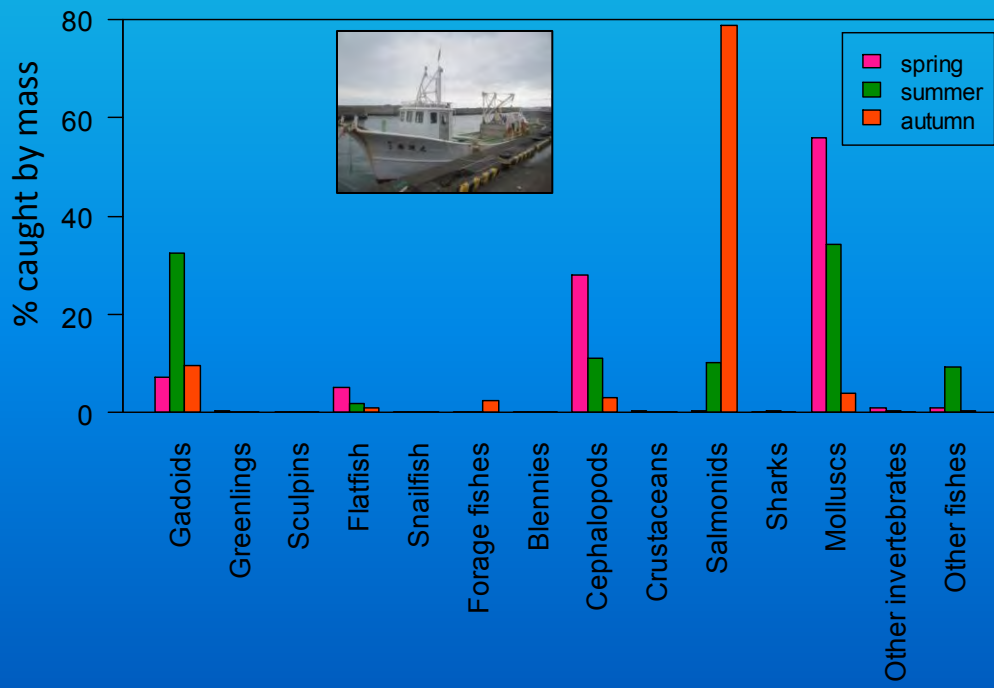 % caught by mass
80
60
40
20
0
spring
summer
autumn
Gadoids
Greenlings
Sculpins
Flatfish
Snailfish
Forage fishes
Blennies
Cephalopods
Crustaceans
Salmonids
Sharks
Molluscs
Other invertebrates
Other fishes